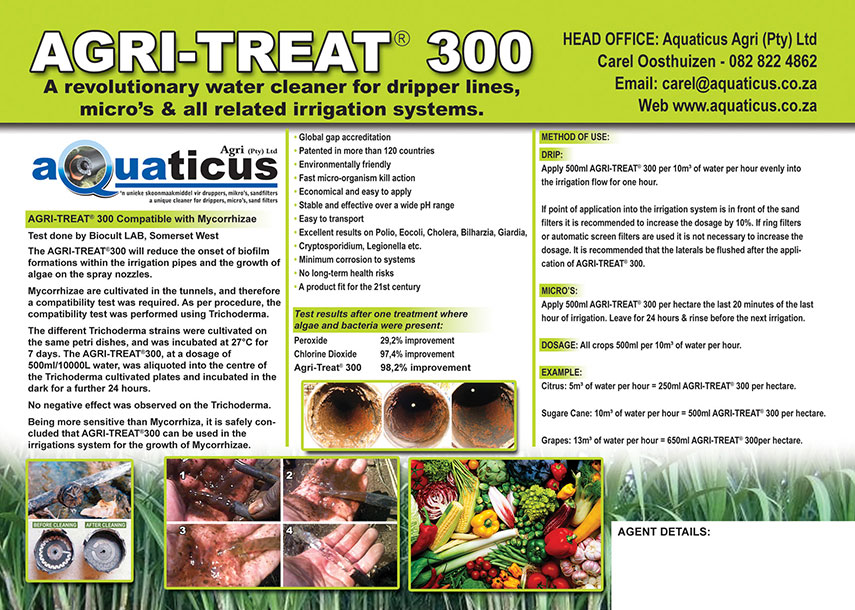 AGRI-TREAT® 300
A revolutionary water cleaner for dripper lines,
micro's & all related irrigation systems.
HEAD OFFICE: Aquaticus Agri (Pty) Ltd
Carel Oosthuizen - 082 822 4862
Email: carel@aquaticus.co.za
Web www.aquaticus.co.za
Agri (Pty) Ltd
aQuaticus
'n unieke skoonmaakmiddel vir druppers, mikro's, sandfilters
a unique cleaner for drippers, micro's, sand filters
AGRI-TREAT® 300 Compatible with Mycorrhizae
Test done by Biocult LAB, Somerset West
The AGRI-TREAT®300 will reduce the onset of biofilm
formations within the irrigation pipes and the growth of
algae on the spray nozzles.
Mycorrhizae are cultivated in the tunnels, and therefore
a compatibility test was required. As per procedure, the
compatibility test was performed using Trichoderma.
The different Trichoderma strains were cultivated on
the same petri dishes, and was incubated at 27°C for
7 days. The AGRI-TREAT®300, at a dosage of
500ml/10000L water, was aliquoted into the centre of
the Trichoderma cultivated plates and incubated in the
dark for a further 24 hours.
No negative effect was observed on the Trichoderma.
Being more sensitive than Mycorrhiza, it is safely con-
cluded that AGRI-TREAT®300 can be used in the
irrigations system for the growth of Mycorrhizae.
BEFORE CLEANING
AFTER CLEANING
• Global gap accreditation
• Patented in more than 120 countries
• Environmentally friendly
• Fast micro-organism kill action
• Economical and easy to apply
• Stable and effective over a wide pH range
• Easy to transport
• Excellent results on Polio, Eocoli, Cholera, Bilharzia, Giardia,
• Cryptosporidium, Legionella etc.
• Minimum corrosion to systems
• No long-term health risks
• A product fit for the 21st century
Test results after one treatment where
algae and bacteria were present:
Peroxide 29,2% improvement
Chlorine Dioxide 97,4% improvement
Agri-Treat® 300 98,2% improvement
1
2
3
4
METHOD OF USE:
DRIP:
Apply 500ml AGRI-TREAT® 300 per 10m³ of water per hour evenly into
the irrigation flow for one hour.
If point of application into the irrigation system is in front of the sand
filters it is recommended to increase the dosage by 10%. If ring filters
or automatic screen filters are used it is not necessary to increase the
dosage. It is recommended that the laterals be flushed after the appli-
cation of AGRI-TREAT® 300.
MICRO'S:
Apply 500ml AGRI-TREAT® 300 per hectare the last 20 minutes of the last
hour of irrigation. Leave for 24 hours & rinse before the next irrigation.
DOSAGE: All crops 500ml per 10m³ of water per hour.
EXAMPLE:
Citrus: 5m³ of water per hour = 250ml AGRI-TREAT® 300 per hectare.
Sugare Cane: 10m³ of water per hour = 500ml AGRI-TREAT® 300 per hectare.
Grapes: 13m³ of water per hour = 650ml AGRI-TREAT® 300per hectare.
AGENT DETAILS: